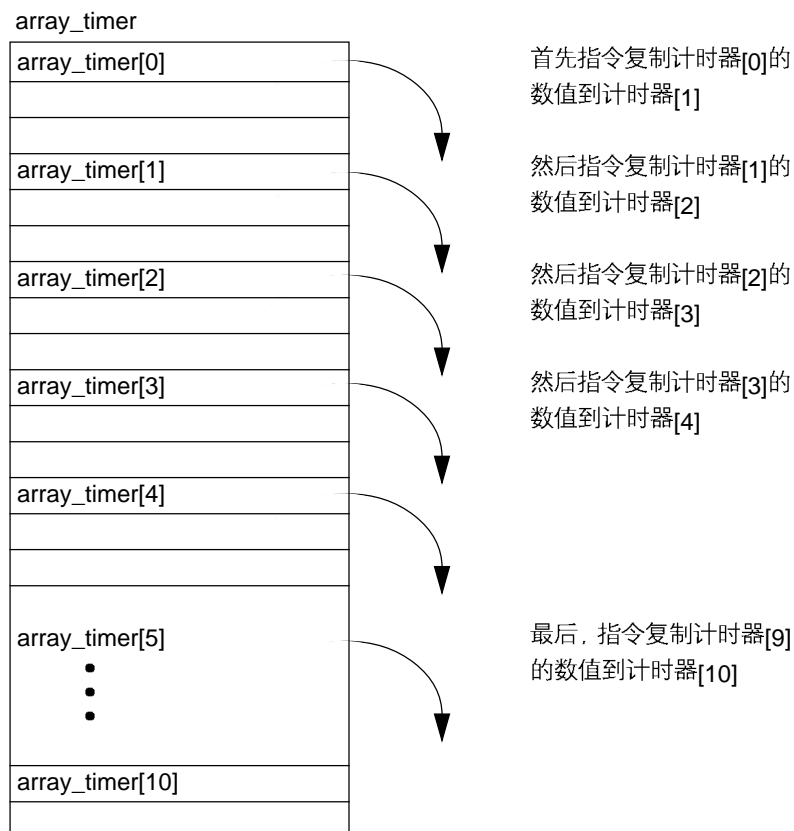 array_timer
array_timer[0]
首先指令复制计时器[0]的
数值到计时器[1]
array_timer[1]
然后指令复制计时器[1]的
数值到计时器[2]
array_timer[2]
然后指令复制计时器[2]的
数值到计时器[3]
array_timer[3]
然后指令复制计时器[3]的
数值到计时器[4]
array_timer[4]
array_timer[5]
最后, 指令复制计时器[9]
的数值到计时器[10]
array_timer[10]